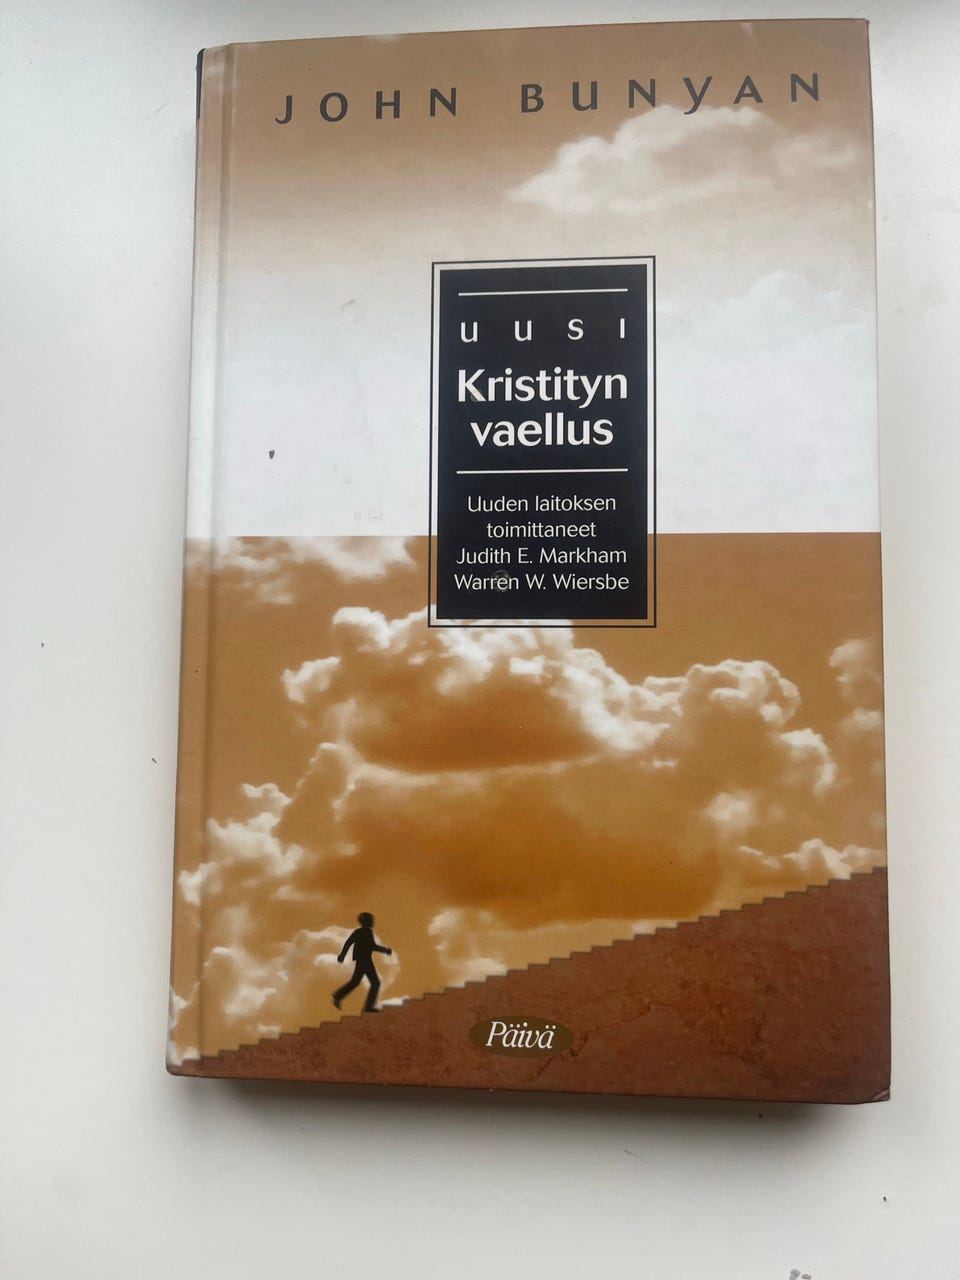 JOHN BUNYAN
uusi
Kristityn
vaellus
Uuden laitoksen
toimittaneet
Judith E. Markham
Warren W. Wiersbe
Päivä